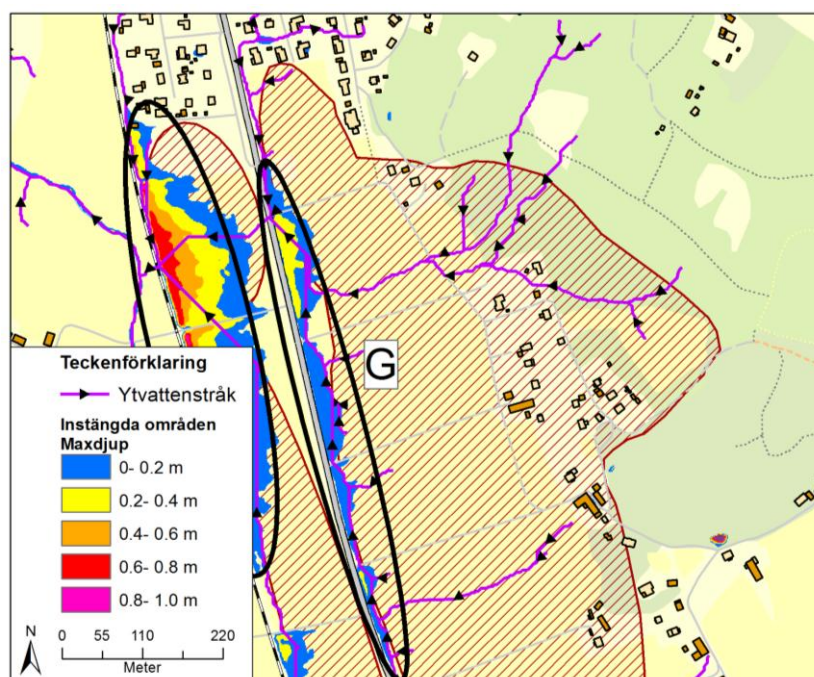 G
Teckenförklaring
Ytvattenstråk
Instängda områden
Maxdjup
0- 0.2 m
0.2- 0.4 m
0.4- 0.6 m
0.6- 0.8 m
0.8- 1.0 m
N
0 55 110 220
Meter